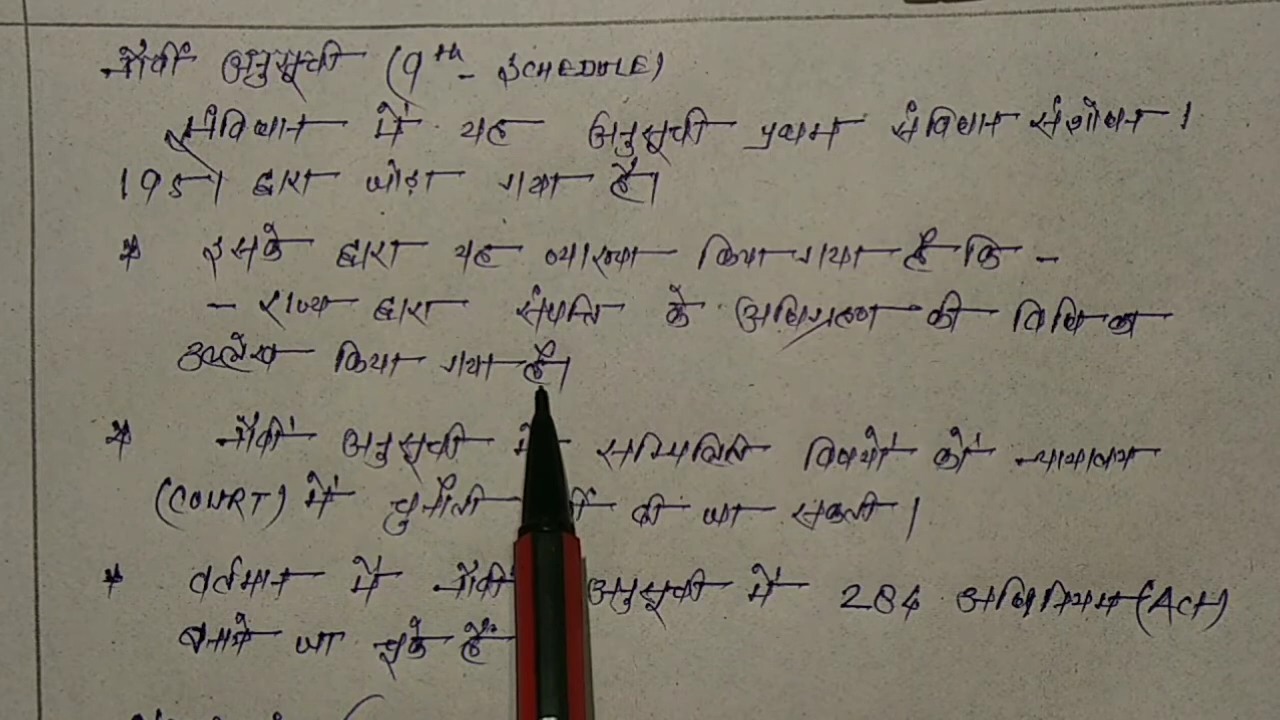 नौवीं अनुसूची (9th - SCHEDULE)
संविधान में यह अनुसूची प्रथम संविधान संशोधन।
1951 द्वारा जोड़ा गया है।
* इसके द्वारा यह व्याख्या किया गया है कि -
- राज्य द्वारा संपत्ति के अधिग्रहण की विधि का
उल्लेख किया गया है।
* नौवीं अनुसूची में सम्मिलित विषयों को न्यायालय
(COURT) में चुनौती की जा सकती।
* वर्तमान में नौवीं अनुसूची में 284 अधिनियम (Act)
बनाये जा चुके हैं